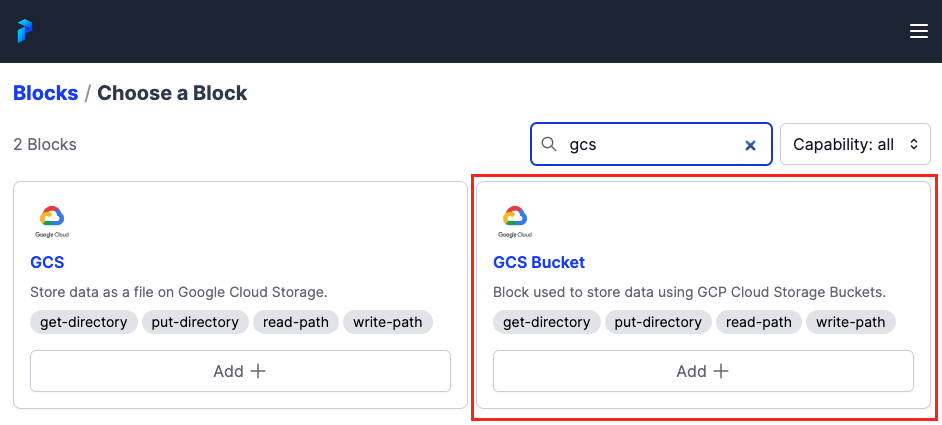 Blocks / Choose a Block
2 Blocks
gcs
Capability: all
Google Cloud
GCS
Store data as a file on Google Cloud Storage.
get-directory put-directory read-path write-path
Add
Google Cloud
GCS Bucket
Block used to store data using GCP Cloud Storage Buckets.
get-directory put-directory read-path write-path
Add